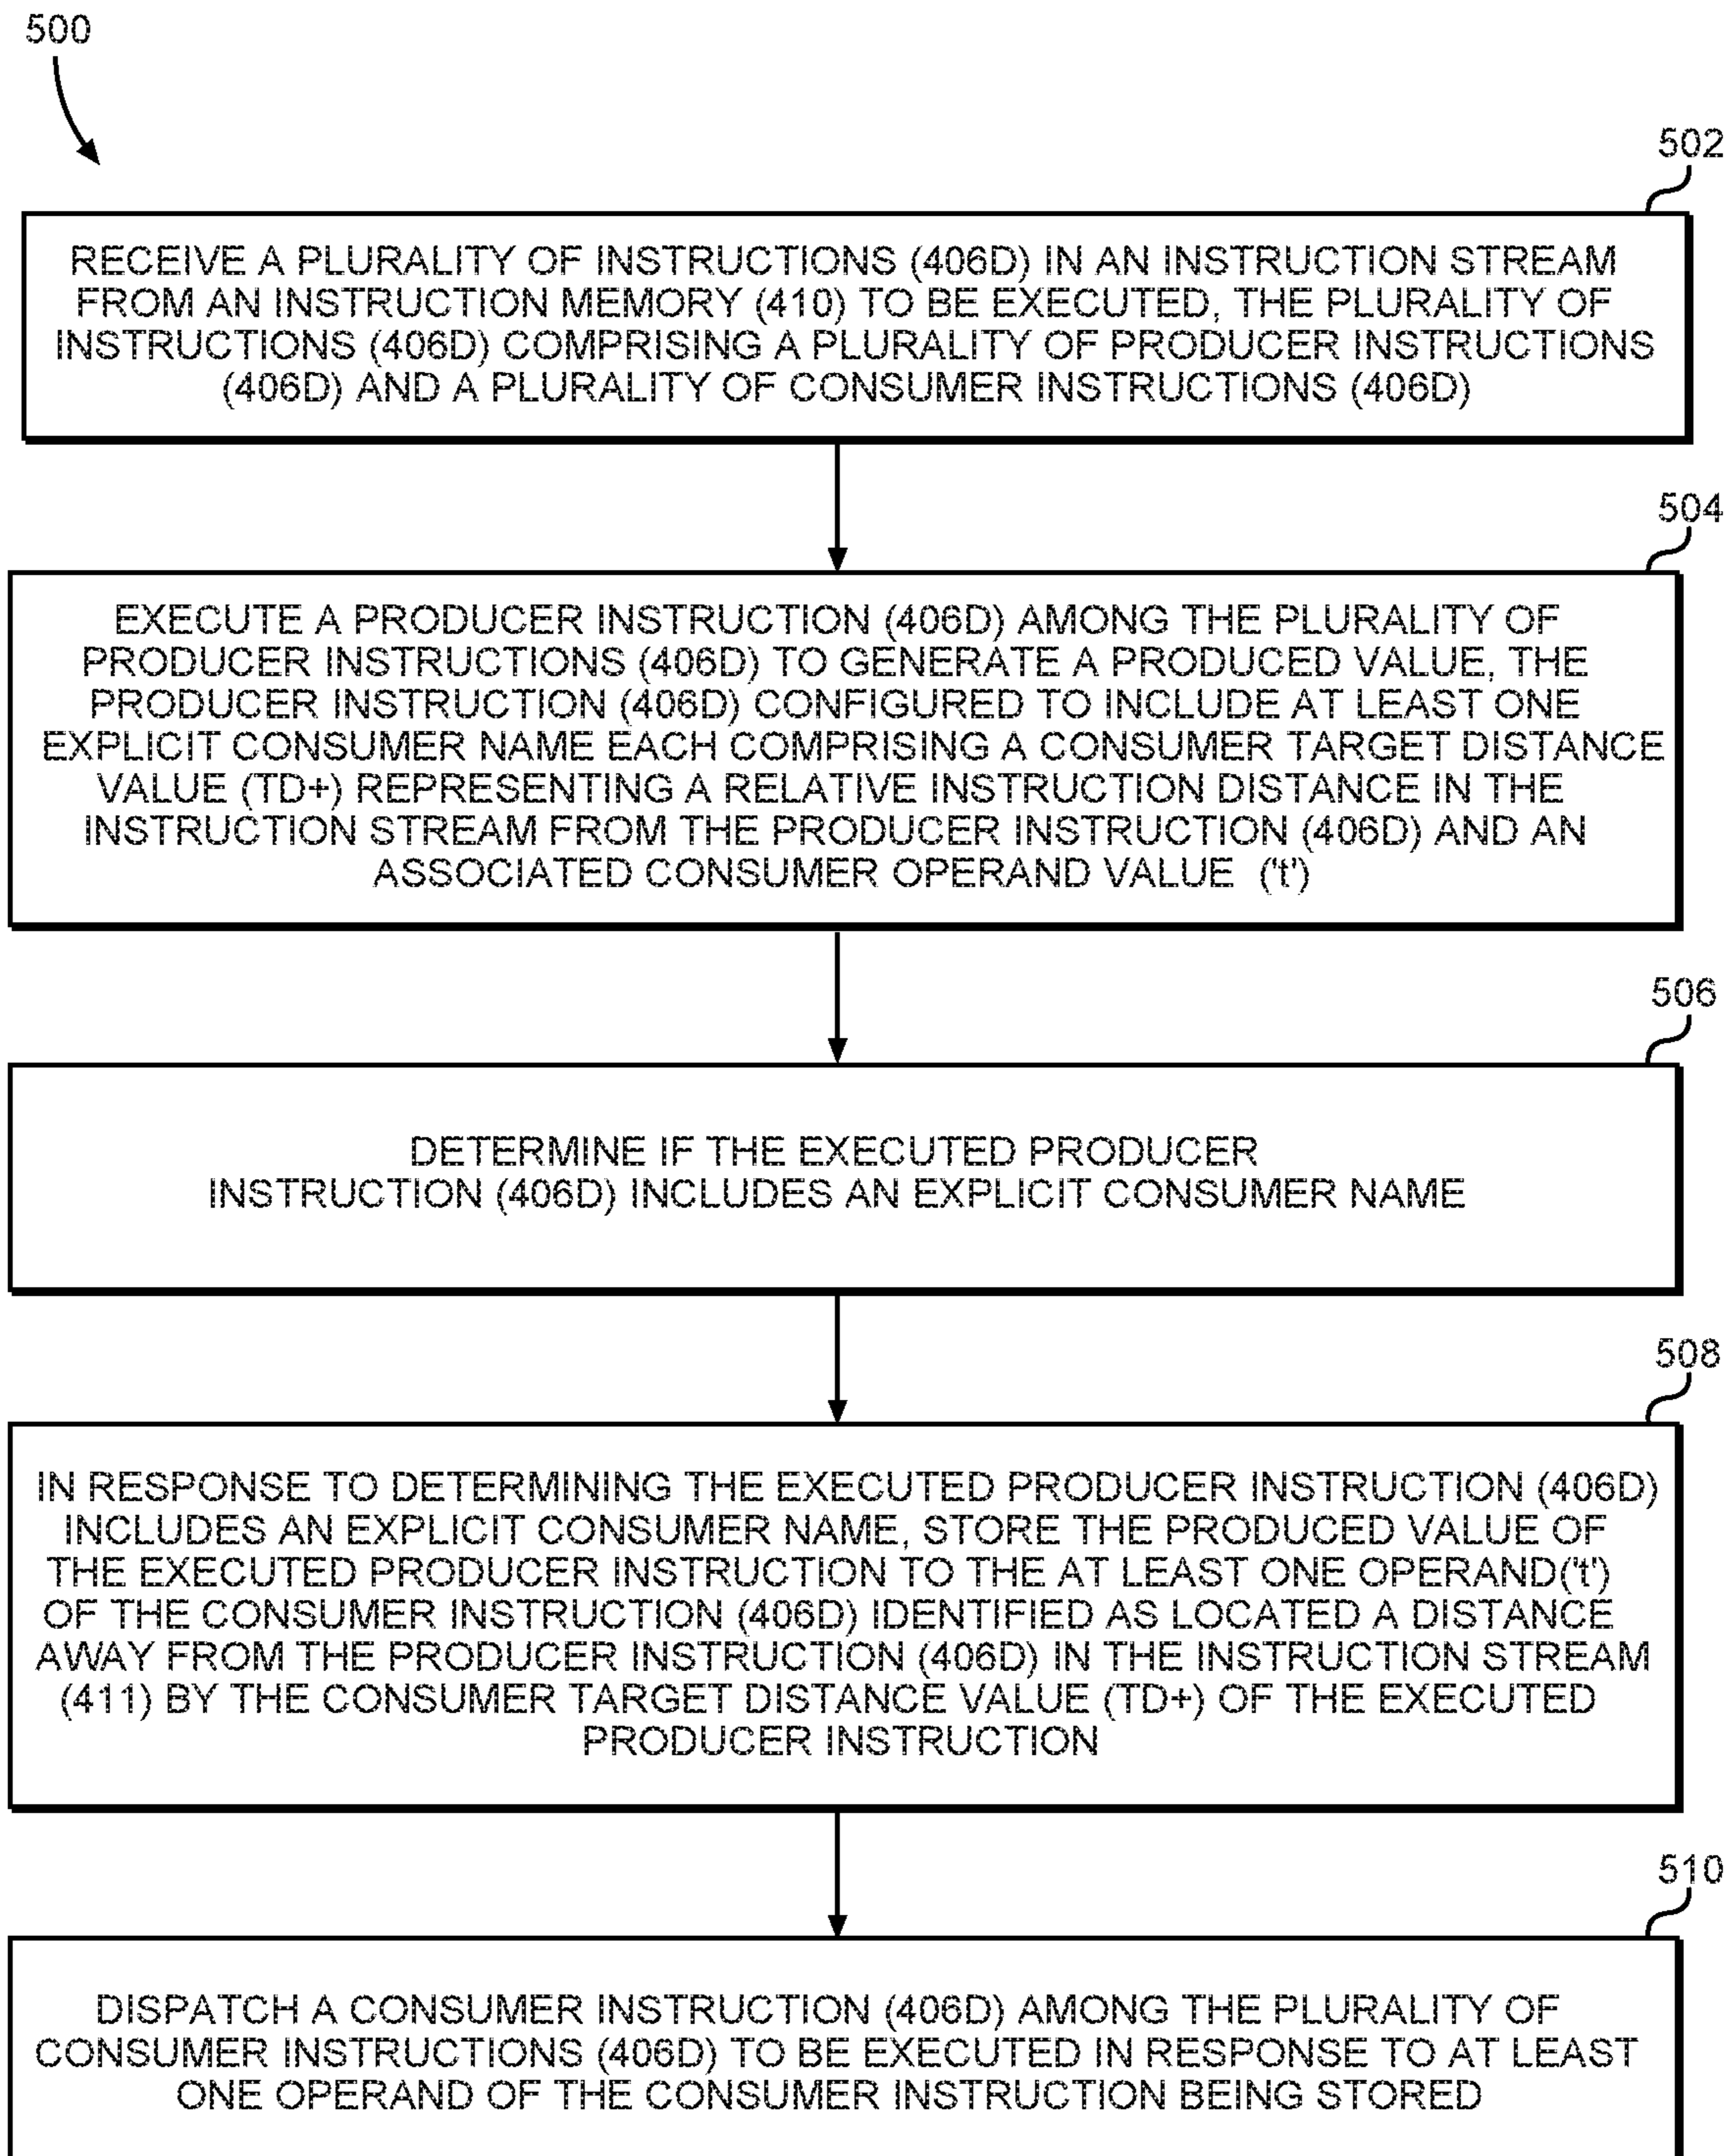 500
502
RECEIVE A PLURALITY OF INSTRUCTIONS (406D) IN AN INSTRUCTION STREAM
FROM AN INSTRUCTION MEMORY (410) TO BE EXECUTED, THE PLURALITY OF
INSTRUCTIONS (406D) COMPRISING A PLURALITY OF PRODUCER INSTRUCTIONS
(406D) AND A PLURALITY OF CONSUMER INSTRUCTIONS (406D)
504
EXECUTE A PRODUCER INSTRUCTION (406D) AMONG THE PLURALITY OF
PRODUCER INSTRUCTIONS (406D) TO GENERATE A PRODUCED VALUE, THE
PRODUCER INSTRUCTION (406D) CONFIGURED TO INCLUDE AT LEAST ONE
EXPLICIT CONSUMER NAME EACH COMPRISING A CONSUMER TARGET DISTANCE
VALUE (TD+) REPRESENTING A RELATIVE INSTRUCTION DISTANCE IN THE
INSTRUCTION STREAM FROM THE PRODUCER INSTRUCTION (406D) AND AN
ASSOCIATED CONSUMER OPERAND VALUE ('t')
506
DETERMINE IF THE EXECUTED PRODUCER
INSTRUCTION (406D) INCLUDES AN EXPLICIT CONSUMER NAME
508
IN RESPONSE TO DETERMINING THE EXECUTED PRODUCER INSTRUCTION (406D)
INCLUDES AN EXPLICIT CONSUMER NAME, STORE THE PRODUCED VALUE OF
THE EXECUTED PRODUCER INSTRUCTION TO THE AT LEAST ONE OPERAND('t')
OF THE CONSUMER INSTRUCTION (406D) IDENTIFIED AS LOCATED A DISTANCE
AWAY FROM THE PRODUCER INSTRUCTION (406D) IN THE INSTRUCTION STREAM
(411) BY THE CONSUMER TARGET DISTANCE VALUE (TD+) OF THE EXECUTED
PRODUCER INSTRUCTION
510
DISPATCH A CONSUMER INSTRUCTION (406D) AMONG THE PLURALITY OF
CONSUMER INSTRUCTIONS (406D) TO BE EXECUTED IN RESPONSE TO AT LEAST
ONE OPERAND OF THE CONSUMER INSTRUCTION BEING STORED